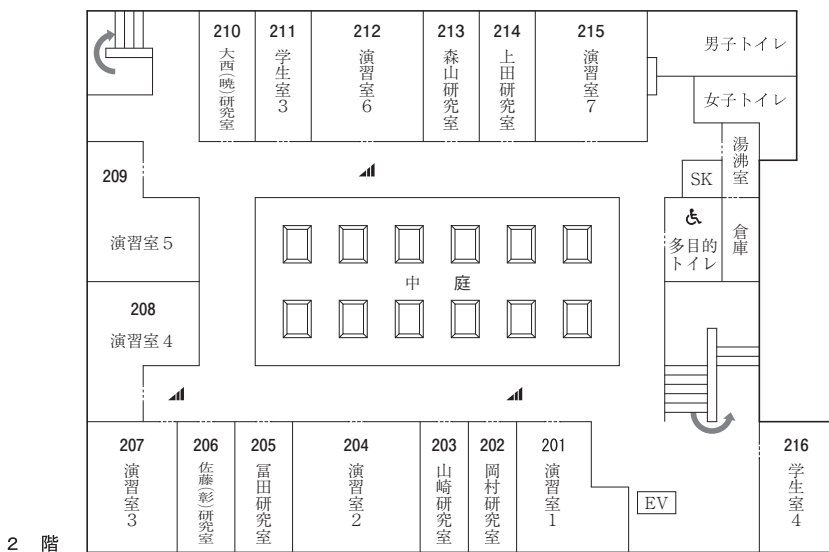 210
大西(暁)研究室
211
学生室3
212
演習室6
213
森山研究室
214
上田研究室
215
演習室7
男子トイレ
女子トイレ
湯沸室
SK
209
演習室5
中 庭
多目的
トイレ
倉庫
208
演習室4
207
演習室3
206
佐藤(彰)研究室
205
冨田研究室
204
演習室2
203
山崎研究室
202
岡村研究室
201
演習室1
EV
216
学生室4
2 階